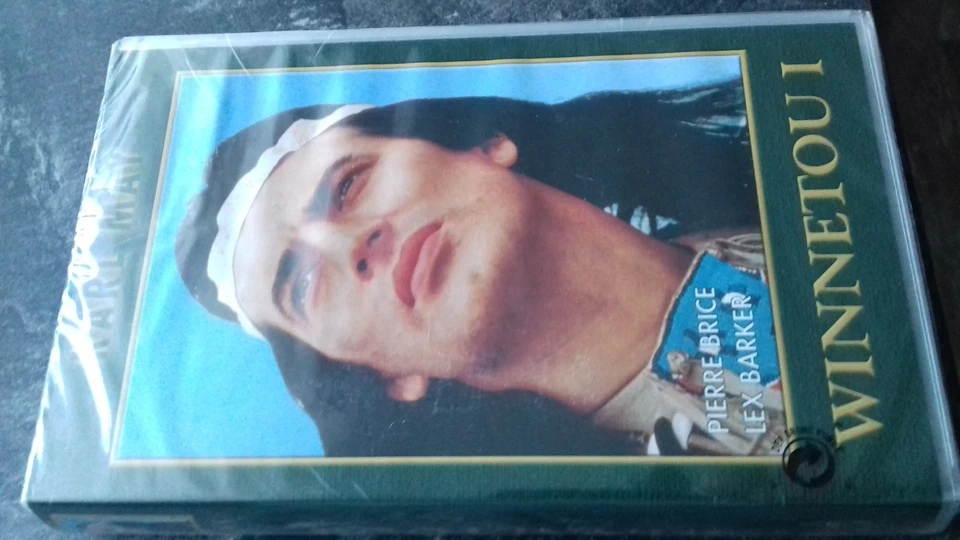 KARL MAY
PIERRE BRICE
LEX BARKER
WINNETOU I